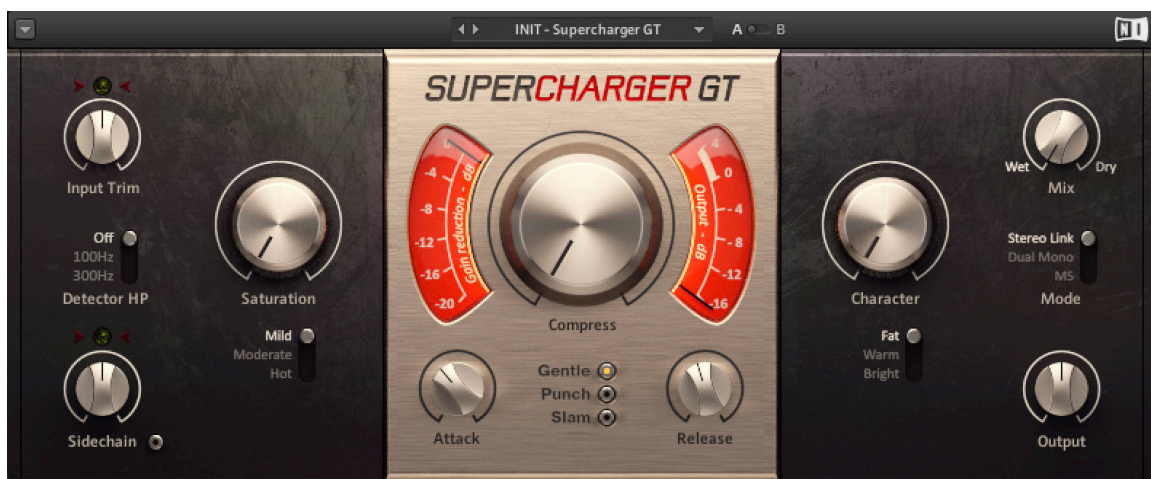 INIT - Supercharger GT
A B
NI
SUPERCHARGER GT
Input Trim
Off
100Hz
300Hz
Detector HP
Sidechain
Saturation
Mild
Moderate
Hot
0
-4
-8
-12
-16
-20
Gain reduction - dB
Compress
4
0
-4
-8
-12
-16
Output - dB
Gentle
Punch
Slam
Attack
Release
Character
Fat
Warm
Bright
Wet
Dry
Mix
Stereo Link
Dual Mono
MS
Mode
Output